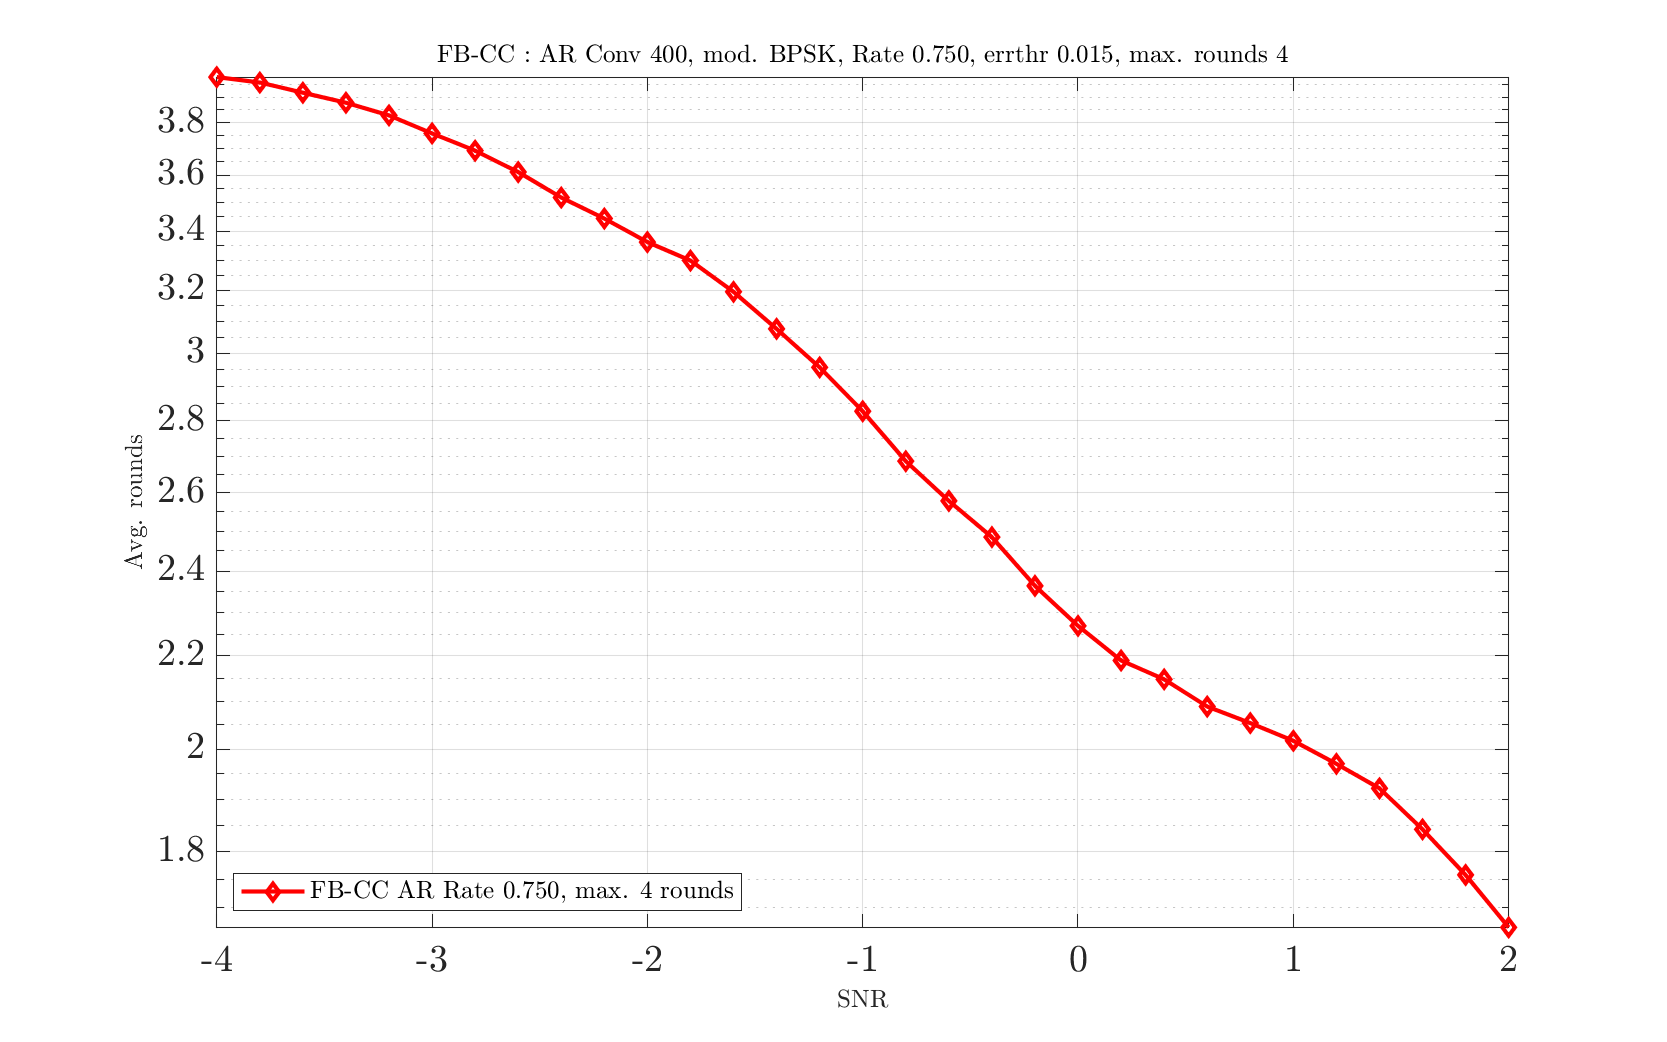 FB-CC : AR Conv 400, mod. BPSK, Rate 0.750, errthr 0.015, max. rounds 4
3.8
3.6
3.4
3.2
3
2.8
2.6
2.4
2.2
2
1.8
Avg. rounds
FB-CC AR Rate 0.750, max. 4 rounds
-4 -3 -2 -1 0 1 2
SNR